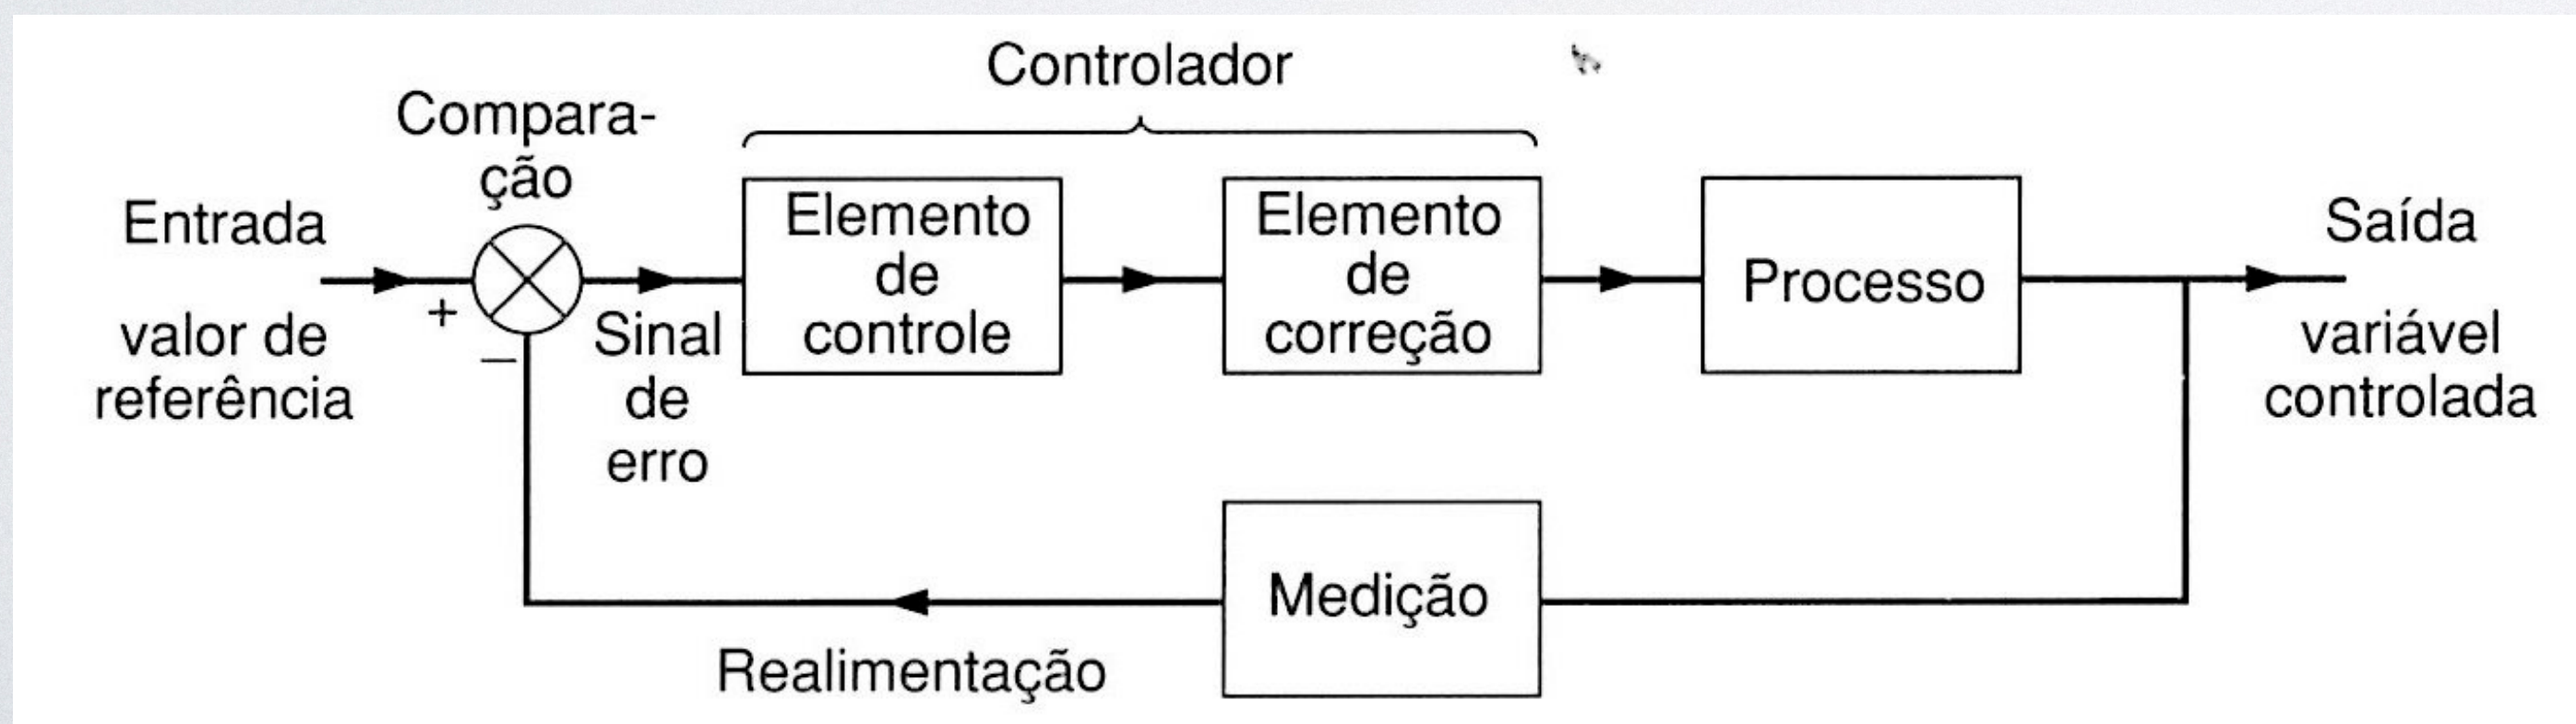 Controlador
Compara-
ção
Entrada
valor de
referência
+
−
Sinal
de
erro
Elemento
de
controle
Elemento
de
correção
Processo
Saída
variável
controlada
Medição
Realimentação